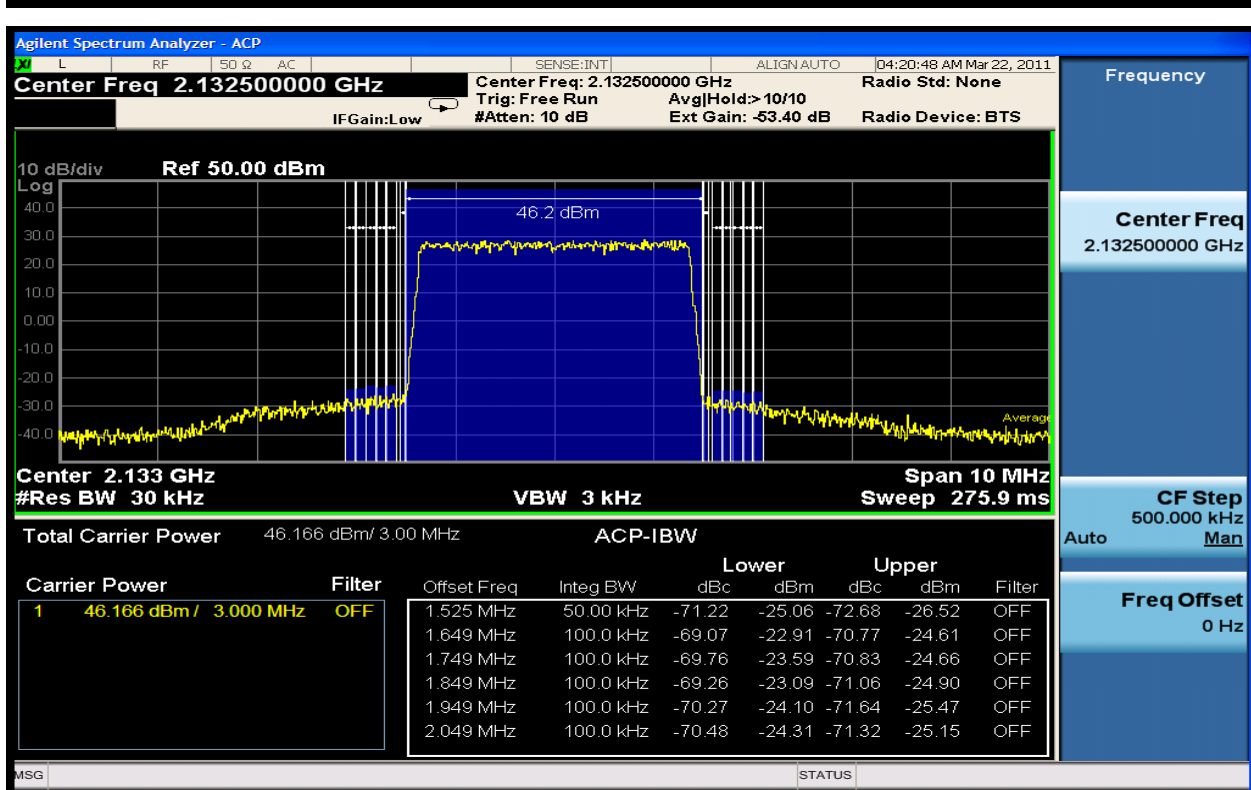 Agilent Spectrum Analyzer - ACP
XI L RF 50 Ω AC SENSE:INT ALIGN AUTO 04:20:48 AM Mar 22, 2011
Center Freq 2.132500000 GHz
Center Freq: 2.132500000 GHz Radio Std: None
Trig: Free Run Avg|Hold:>10/10
IFGain:Low #Atten: 10 dB Ext Gain: -53.40 dB Radio Device: BTS
10 dB/div Ref 50.00 dBm
Log
40.0
30.0
20.0
10.0
0.00
-10.0
-20.0
-30.0
-40.0
46.2 dBm
Average
Center 2.133 GHz Span 10 MHz
#Res BW 30 kHz VBW 3 kHz Sweep 275.9 ms
Total Carrier Power 46.166 dBm/ 3.00 MHz ACP-IBW
Lower Upper
Carrier Power Filter
1 46.166 dBm / 3.000 MHz OFF
Offset Freq Integ BW dBc dBm dBc dBm Filter
1.525 MHz 50.00 kHz -71.22 -25.06 -72.68 -26.52 OFF
1.649 MHz 100.0 kHz -69.07 -22.91 -70.77 -24.61 OFF
1.749 MHz 100.0 kHz -69.76 -23.59 -70.83 -24.66 OFF
1.849 MHz 100.0 kHz -69.26 -23.09 -71.06 -24.90 OFF
1.949 MHz 100.0 kHz -70.27 -24.10 -71.64 -25.47 OFF
2.049 MHz 100.0 kHz -70.48 -24.31 -71.32 -25.15 OFF
MSG STATUS
Frequency
Center Freq
2.132500000 GHz
CF Step
500.000 kHz
Auto Man
Freq Offset
0 Hz